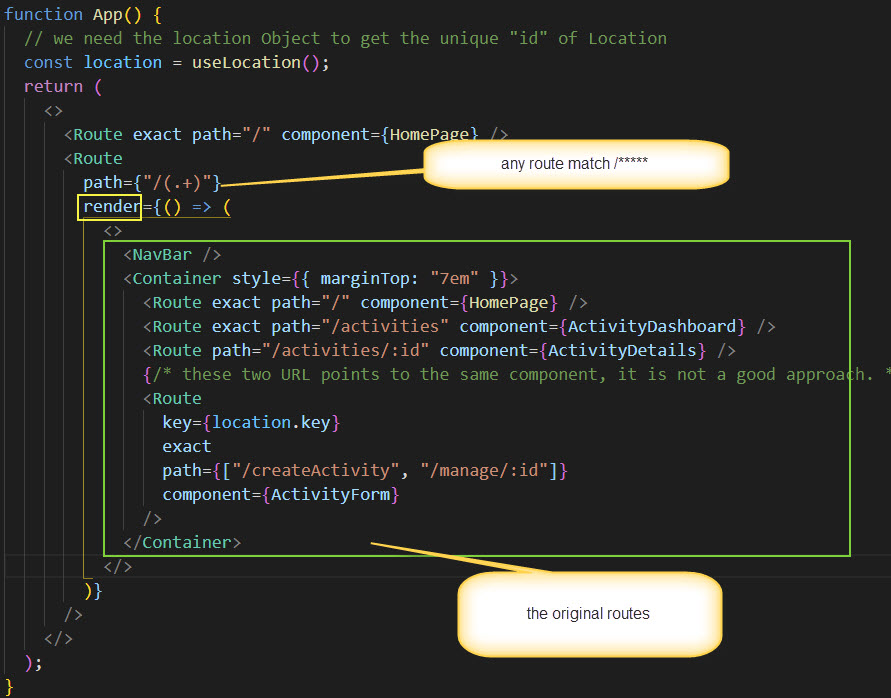 function App() {
// we need the location Object to get the unique "id" of Location
const location = useLocation();
return (
<>
<Route exact path="/" component={HomePage} />
<Route
any route match /*****
path={"/(.+)"}
render={() => (
<>
<NavBar />
<Container style={{ marginTop: "7em" }}>
<Route exact path="/" component={HomePage} />
<Route exact path="/activities" component={ActivityDashboard} />
<Route path="/activities/:id" component={ActivityDetails} />
{/* these two URL points to the same component, it is not a good approach. *
<Route
key={location.key}
exact
path={["/createActivity", "/manage/:id"]}
component={ActivityForm}
/>
</Container>
</>
)}
the original routes
/>
</>
);
}